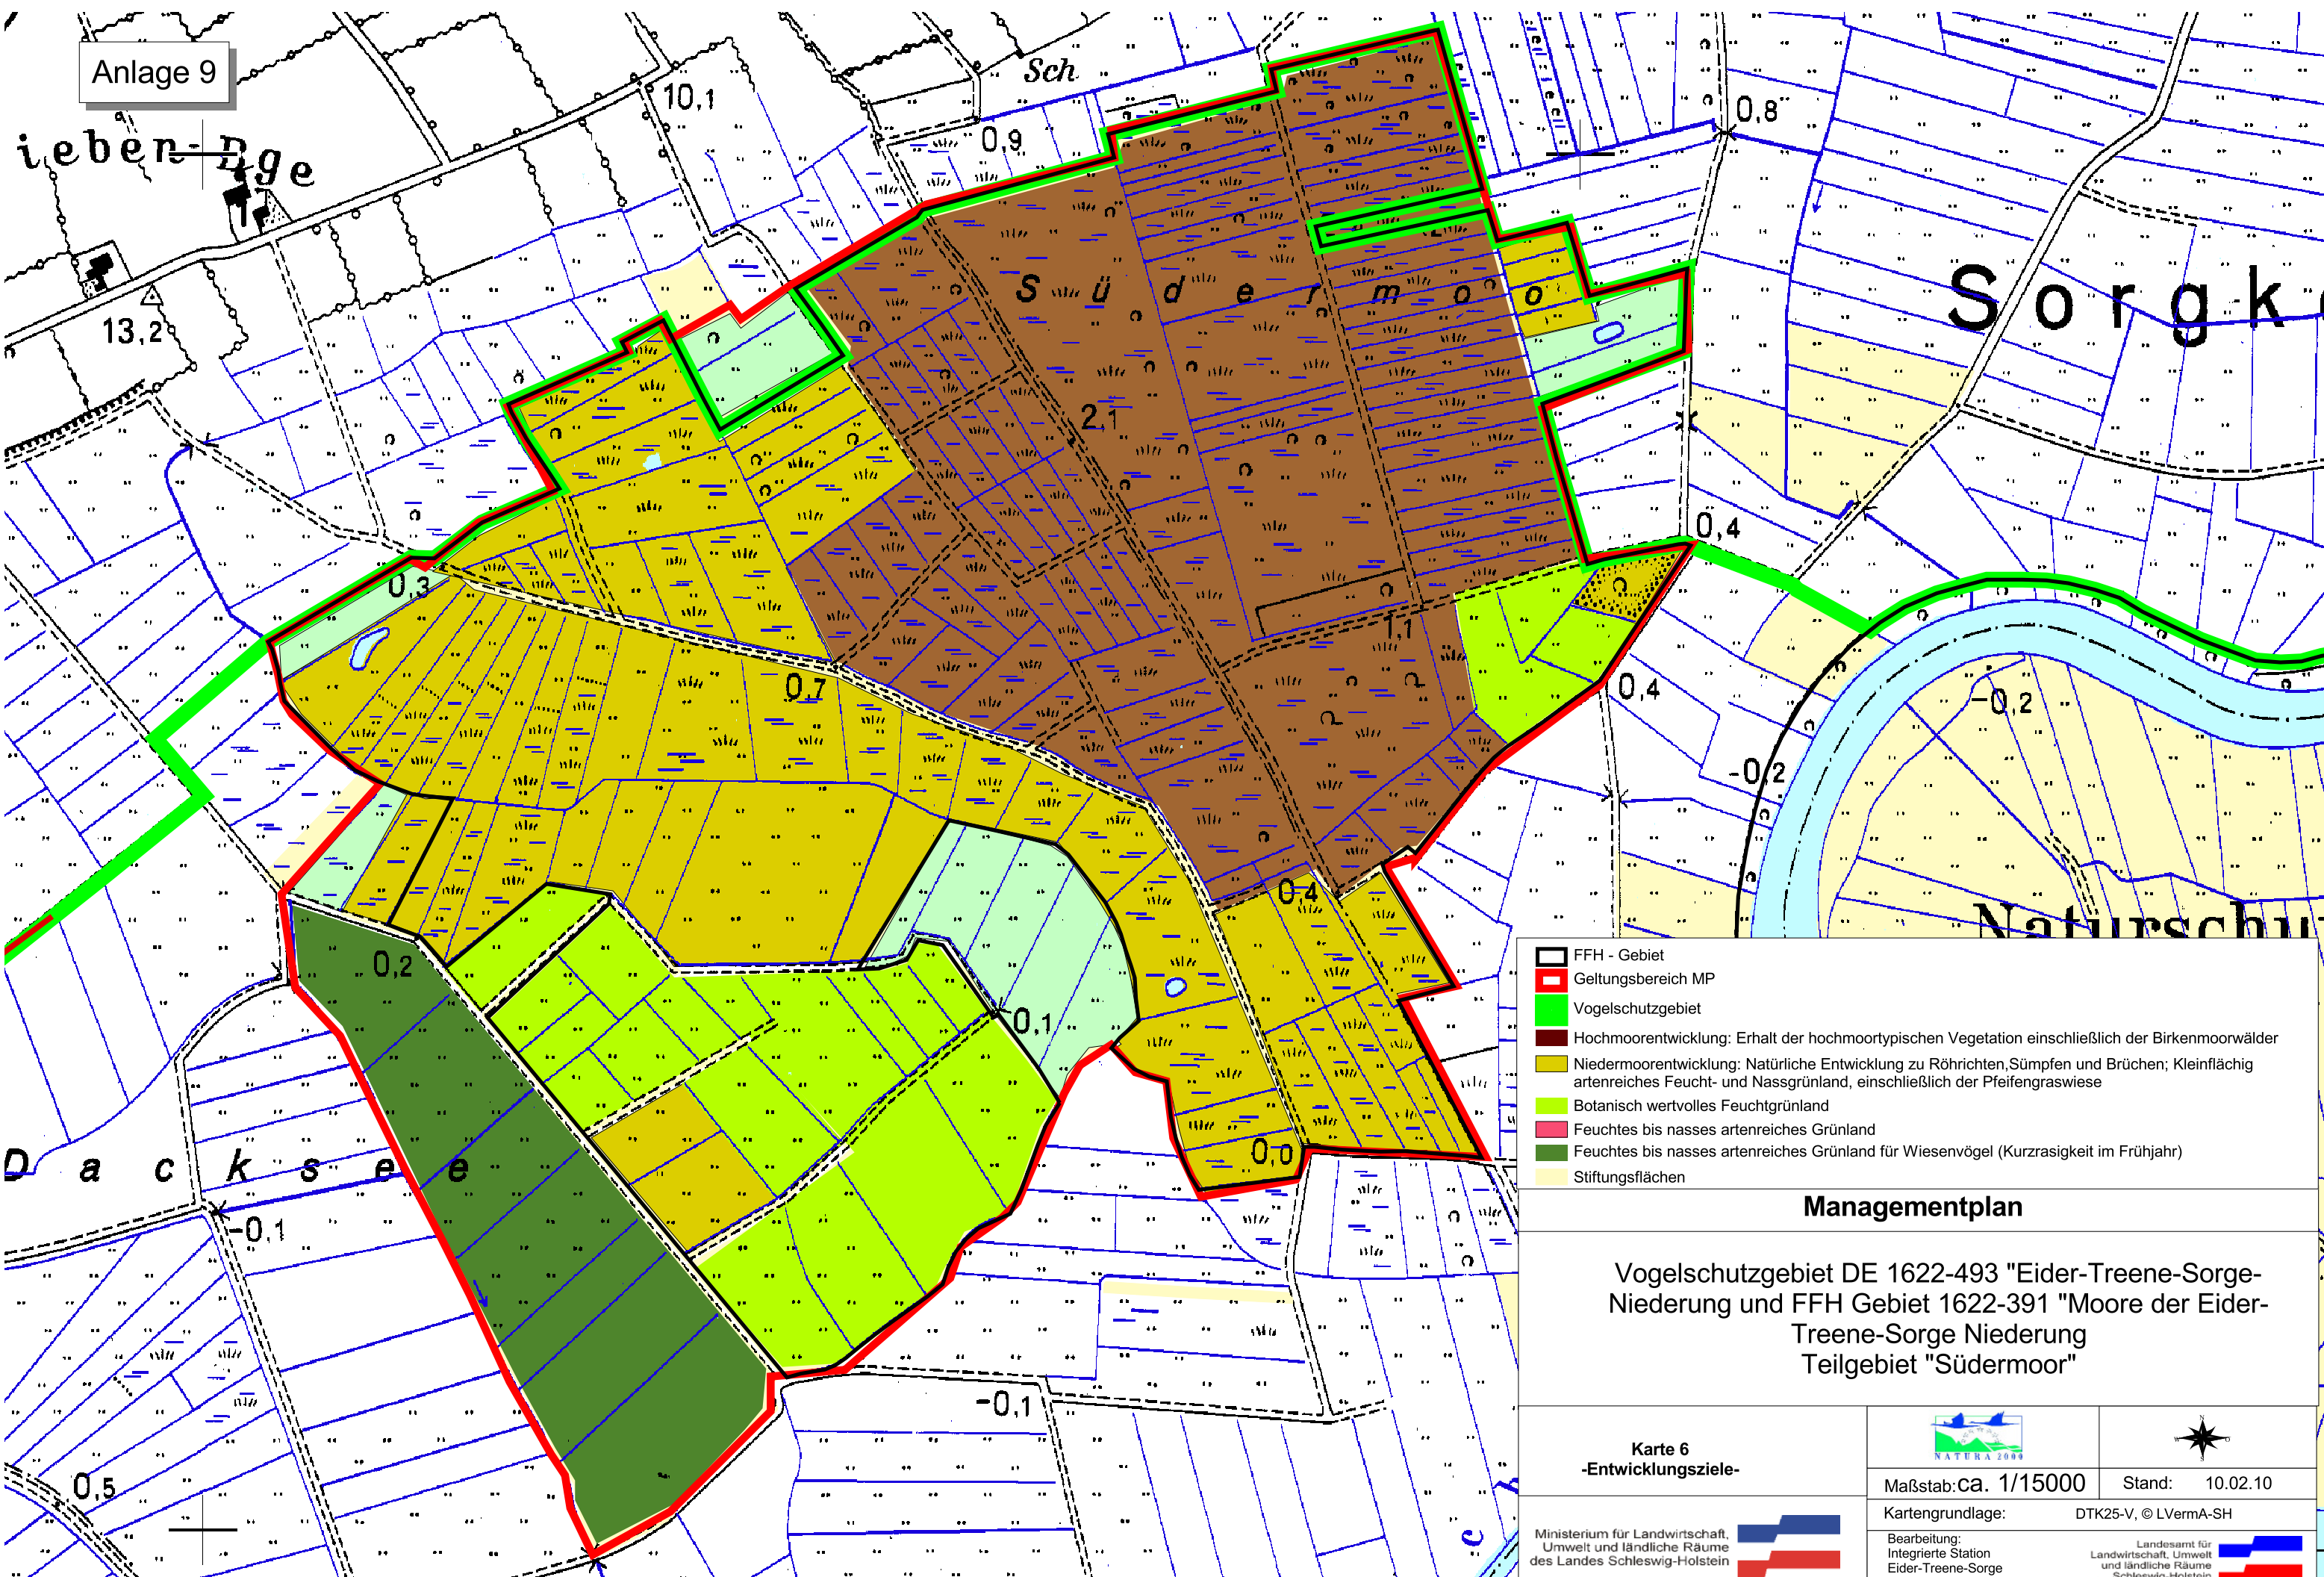 Anlage 9
Sch
10,1
0,9
0,8
13,2
S ü d e r m o o
2,1
0,4
0,3
0,7
1,1
0,4
-0,2
-0,2
0,4
0,2
0,1
0,0
D a c k s e e
-0,1
-0,1
0,5
FFH - Gebiet
Geltungsbereich MP
Vogelschutzgebiet
Hochmoorentwicklung: Erhalt der hochmoortypischen Vegetation einschließlich der Birkenmoorwälder
Niedermoorentwicklung: Natürliche Entwicklung zu Röhrichten,Sümpfen und Brüchen; Kleinflächig
artenreiches Feucht- und Nassgrünland, einschließlich der Pfeifengraswiese
Botanisch wertvolles Feuchtgrünland
Feuchtes bis nasses artenreiches Grünland
Feuchtes bis nasses artenreiches Grünland für Wiesenvögel (Kurzrasigkeit im Frühjahr)
Stiftungsflächen
Managementplan
Vogelschutzgebiet DE 1622-493 "Eider-Treene-Sorge-
Niederung und FFH Gebiet 1622-391 "Moore der Eider-
Treene-Sorge Niederung
Teilgebiet "Südermoor"
Karte 6
-Entwicklungsziele-
NATURA 2000
Maßstab:ca. 1/15000
Stand: 10.02.10
Kartengrundlage: DTK25-V, © LVermA-SH
Ministerium für Landwirtschaft,
Umwelt und ländliche Räume
des Landes Schleswig-Holstein
Bearbeitung:
Integrierte Station
Eider-Treene-Sorge
Landesamt für
Landwirtschaft, Umwelt
und ländliche Räume
Schleswig-Holstein